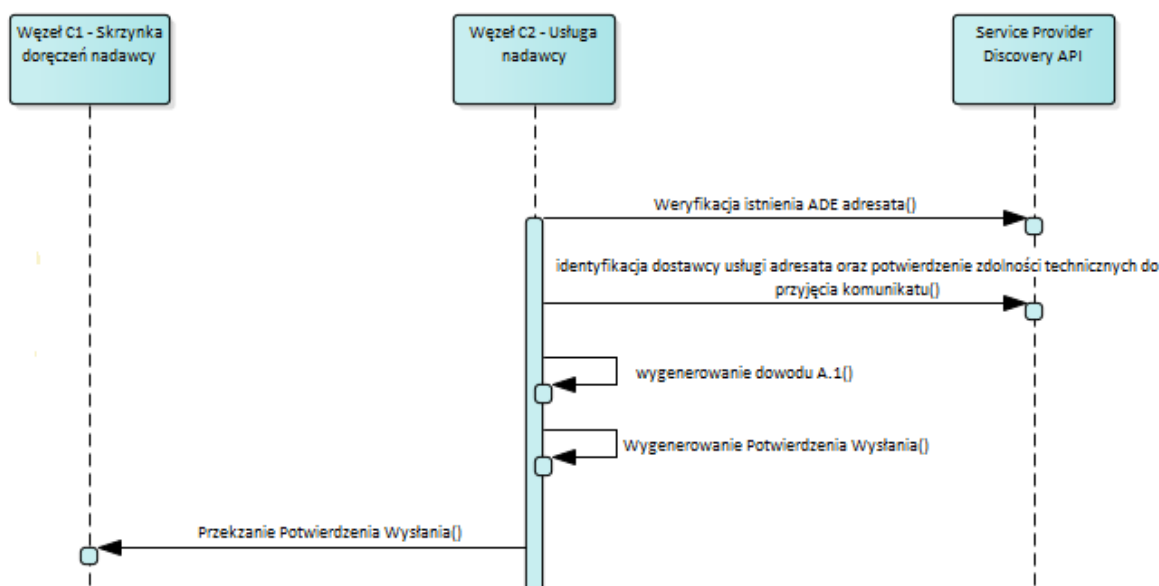 Węzeł C1 - Skrzynka
doręczeń nadawcy
Węzeł C2 - Usługa
nadawcy
Service Provider
Discovery API
Weryfikacja istnienia ADE adresata()
identyfikacja dostawcy usługi adresata oraz potwierdzenie zdolności technicznych do
przyjęcia komunikatu()
wygenerowanie dowodu A.1()
Wygenerowanie Potwierdzenia Wysłania()
Przekzanie Potwierdzenia Wysłania()